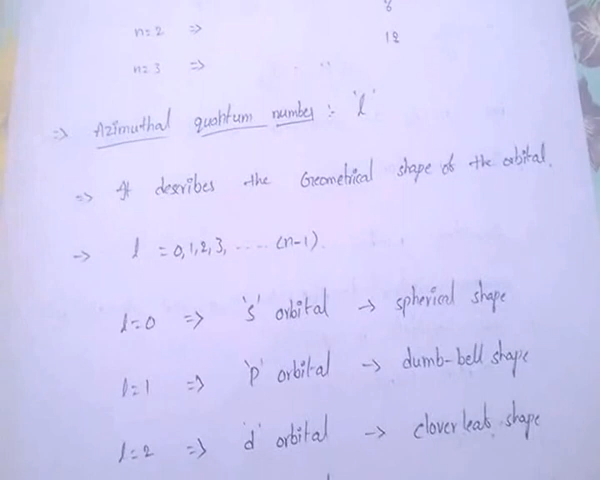 8
n=2 =>
12
n=3 =>
=> Azimuthal quantum number :- 'l'
=> It describes the Geometrical shape of the orbital.
-> l = 0,1,2,3, ..... (n-1)
l=0 => 's' orbital -> spherical shape
l=1 => 'p' orbital -> dumb-bell shape
l=2 => 'd' orbital -> clover leaf shape